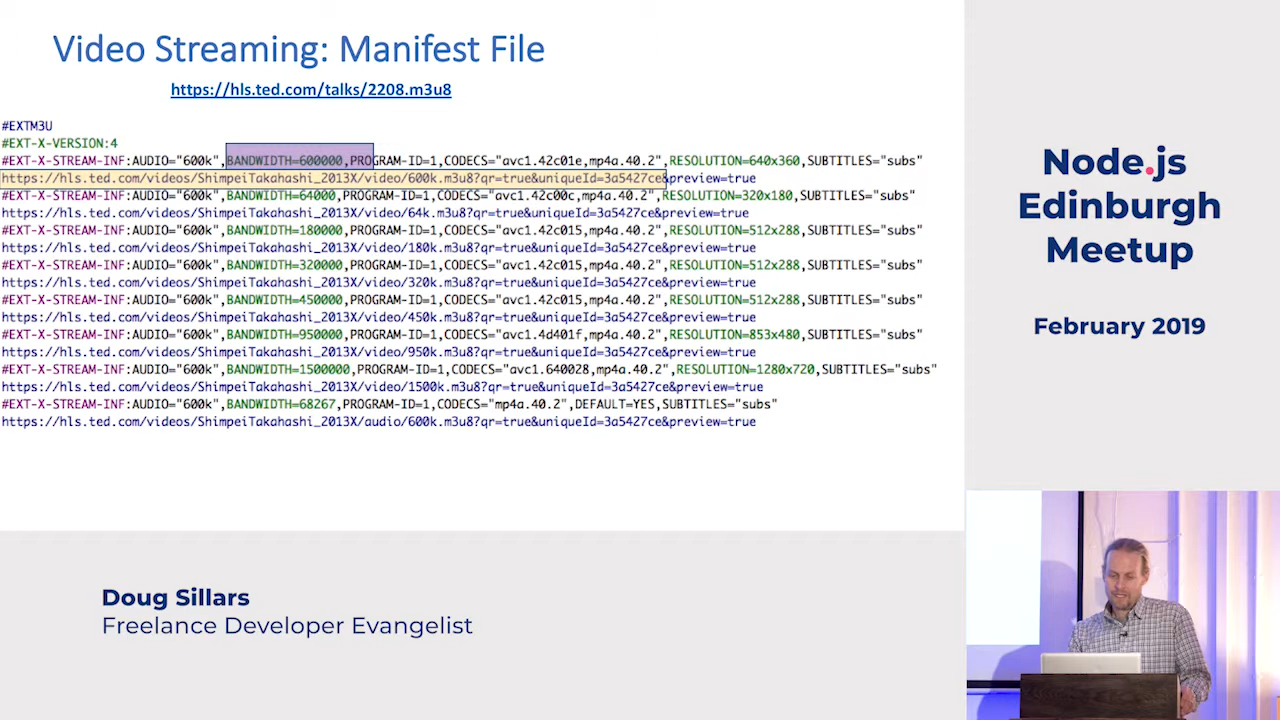 Video Streaming: Manifest File
https://hls.ted.com/talks/2208.m3u8
#EXTM3U
#EXT-X-VERSION:4
#EXT-X-STREAM-INF:AUDIO="600k",BANDWIDTH=600000,PROGRAM-ID=1,CODECS="avc1.42c01e,mp4a.40.2",RESOLUTION=640x360,SUBTITLES="subs"
https://hls.ted.com/videos/ShimpeiTakahashi_2013X/video/600k.m3u8?qr=true&uniqueId=3a5427ce&preview=true
#EXT-X-STREAM-INF:AUDIO="600k",BANDWIDTH=64000,PROGRAM-ID=1,CODECS="avc1.42c00c,mp4a.40.2",RESOLUTION=320x180,SUBTITLES="subs"
https://hls.ted.com/videos/ShimpeiTakahashi_2013X/video/64k.m3u8?qr=true&uniqueId=3a5427ce&preview=true
#EXT-X-STREAM-INF:AUDIO="600k",BANDWIDTH=180000,PROGRAM-ID=1,CODECS="avc1.42c015,mp4a.40.2",RESOLUTION=512x288,SUBTITLES="subs"
https://hls.ted.com/videos/ShimpeiTakahashi_2013X/video/180k.m3u8?qr=true&uniqueId=3a5427ce&preview=true
#EXT-X-STREAM-INF:AUDIO="600k",BANDWIDTH=320000,PROGRAM-ID=1,CODECS="avc1.42c015,mp4a.40.2",RESOLUTION=512x288,SUBTITLES="subs"
https://hls.ted.com/videos/ShimpeiTakahashi_2013X/video/320k.m3u8?qr=true&uniqueId=3a5427ce&preview=true
#EXT-X-STREAM-INF:AUDIO="600k",BANDWIDTH=450000,PROGRAM-ID=1,CODECS="avc1.42c015,mp4a.40.2",RESOLUTION=512x288,SUBTITLES="subs"
https://hls.ted.com/videos/ShimpeiTakahashi_2013X/video/450k.m3u8?qr=true&uniqueId=3a5427ce&preview=true
#EXT-X-STREAM-INF:AUDIO="600k",BANDWIDTH=950000,PROGRAM-ID=1,CODECS="avc1.4d401f,mp4a.40.2",RESOLUTION=853x480,SUBTITLES="subs"
https://hls.ted.com/videos/ShimpeiTakahashi_2013X/video/950k.m3u8?qr=true&uniqueId=3a5427ce&preview=true
#EXT-X-STREAM-INF:AUDIO="600k",BANDWIDTH=1500000,PROGRAM-ID=1,CODECS="avc1.640028,mp4a.40.2",RESOLUTION=1280x720,SUBTITLES="subs"
https://hls.ted.com/videos/ShimpeiTakahashi_2013X/video/1500k.m3u8?qr=true&uniqueId=3a5427ce&preview=true
#EXT-X-STREAM-INF:AUDIO="600k",BANDWIDTH=68267,PROGRAM-ID=1,CODECS="mp4a.40.2",DEFAULT=YES,SUBTITLES="subs"
https://hls.ted.com/videos/ShimpeiTakahashi_2013X/audio/600k.m3u8?qr=true&uniqueId=3a5427ce&preview=true
Node.js
Edinburgh
Meetup
February 2019
Doug Sillars
Freelance Developer Evangelist